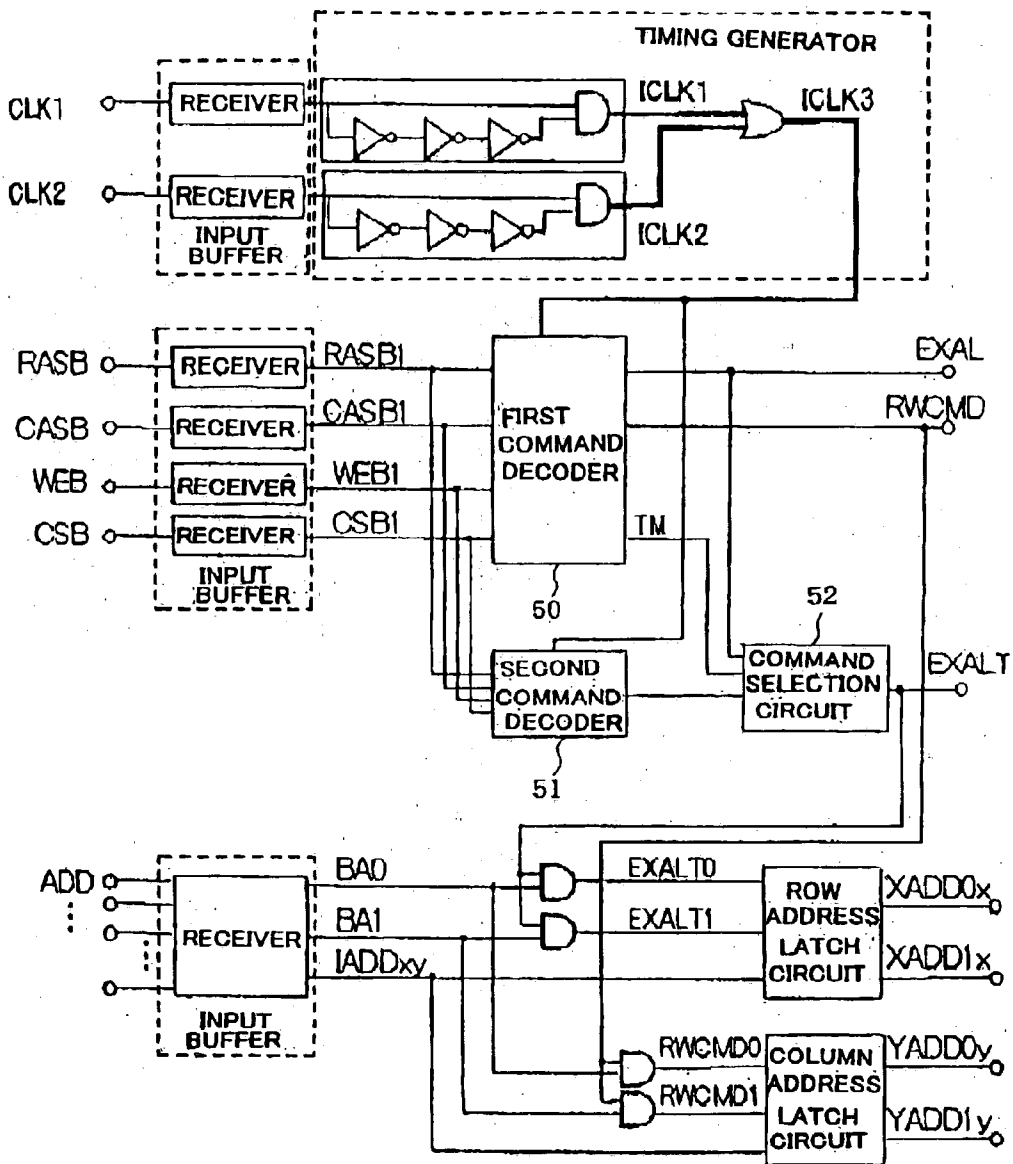 TIMING GENERATOR
CLK1
RECEIVER
ICLK1
ICLK3
CLK2
RECEIVER
INPUT
BUFFER
ICLK2
RASB
RECEIVER
RASB1
CASB
RECEIVER
CASB1
WEB
RECEIVER
WEB1
CSB
RECEIVER
CSB1
INPUT
BUFFER
FIRST
COMMAND
DECODER
TM
50
EXAL
RWCMD
SECOND
COMMAND
DECODER
51
52
COMMAND
SELECTION
CIRCUIT
EXALT
ADD
RECEIVER
INPUT
BUFFER
BA0
BA1
IADDxy
EXALT0
EXALT1
ROW
ADDRESS
LATCH
CIRCUIT
XADD0x
XADD1x
RWCMD0
RWCMD1
COLUMN
ADDRESS
LATCH
CIRCUIT
YADD0y
YADD1y